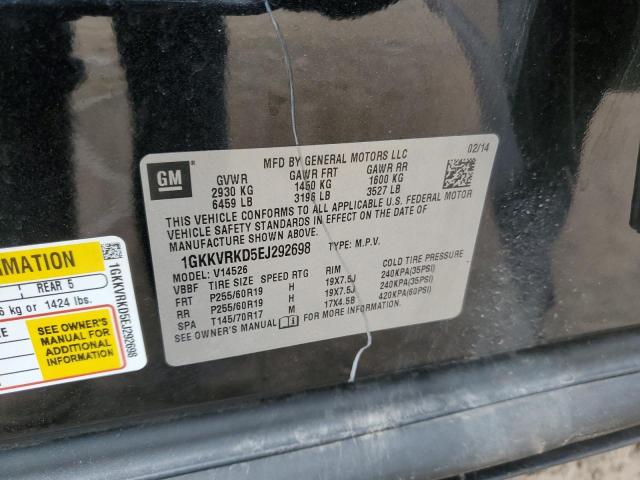 GM
MFD BY GENERAL MOTORS LLC 02/14
GVWR GAWR FRT GAWR RR
2930 KG 1450 KG 1600 KG
6459 LB 3196 LB 3527 LB
THIS VEHICLE CONFORMS TO ALL APPLICABLE U.S. FEDERAL MOTOR
VEHICLE SAFETY STANDARDS IN EFFECT ON THE DATE OF
MANUFACTURE SHOWN ABOVE.
1GKKVRKD5EJ292698 TYPE: M.P.V.
MODEL: V14526
VBBF TIRE SIZE SPEED RTG RIM COLD TIRE PRESSURE
FRT P255/60R19 H 19X7.5J 240KPA(35PSI)
RR P255/60R19 H 19X7.5J 240KPA(35PSI)
SPA T145/70R17 M 17X4.5B 420KPA(60PSI)
SEE OWNER'S MANUAL FOR MORE INFORMATION.
RMATION
REAR 5
6 kg or 1424 lbs.
SEE OWNER'S
MANUAL FOR
ADDITIONAL
INFORMATION
1GKKVRKD5EJ292698